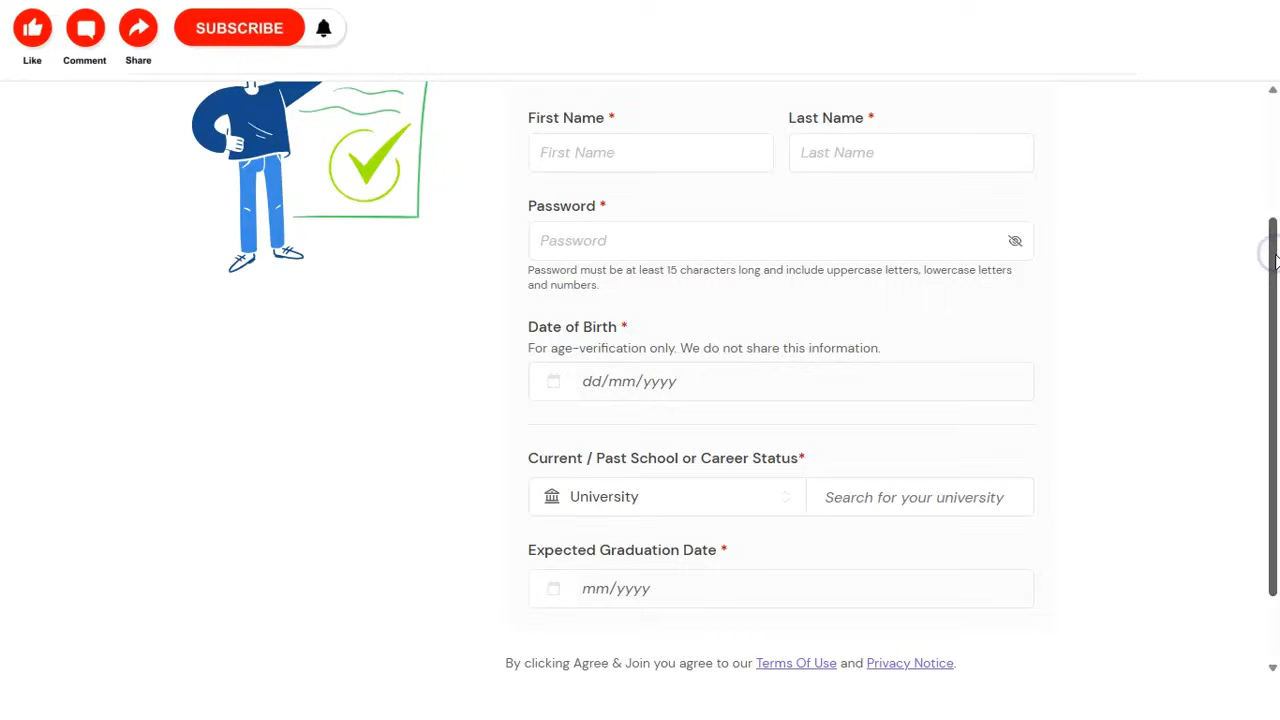 SUBSCRIBE
Like
Comment
Share
First Name *
Last Name *
First Name
Last Name
Password *
Password
Password must be at least 15 characters long and include uppercase letters, lowercase letters
and numbers.
Date of Birth *
For age-verification only. We do not share this information.
dd/mm/yyyy
Current / Past School or Career Status*
University
Search for your university
Expected Graduation Date *
mm/yyyy
By clicking Agree & Join you agree to our Terms Of Use and Privacy Notice.